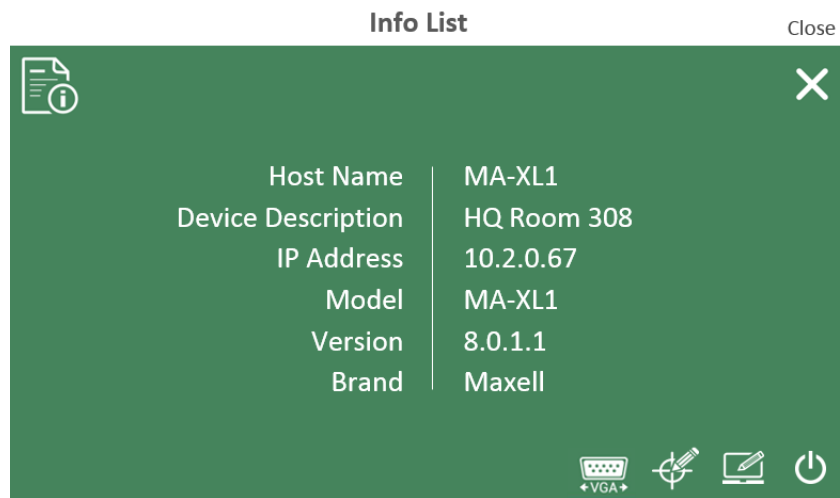 Info List
Close
Host Name MA-XL1
Device Description HQ Room 308
IP Address 10.2.0.67
Model MA-XL1
Version 8.0.1.1
Brand Maxell
VGA